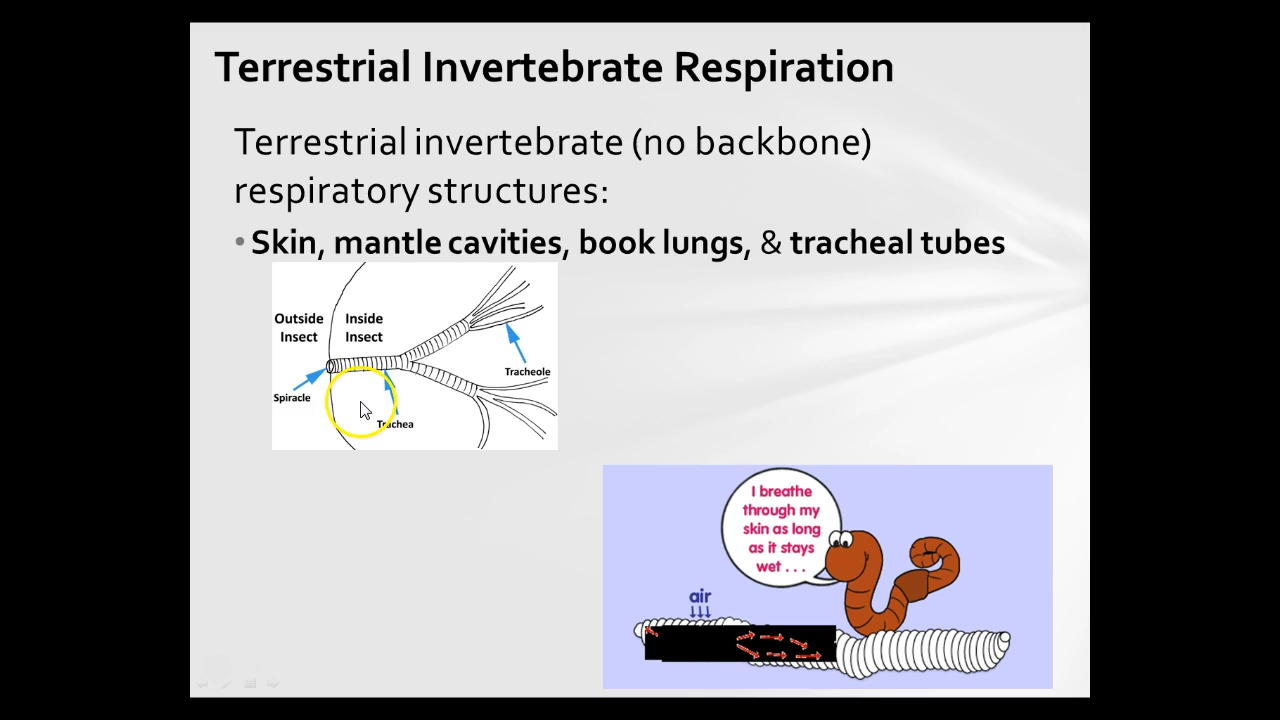 Terrestrial Invertebrate Respiration
Terrestrial invertebrate (no backbone)
respiratory structures:
• Skin, mantle cavities, book lungs, & tracheal tubes
Outside
Insect
Inside
Insect
Tracheole
Spiracle
Trachea
I breathe
through my
skin as long
as it stays
wet . . .
air